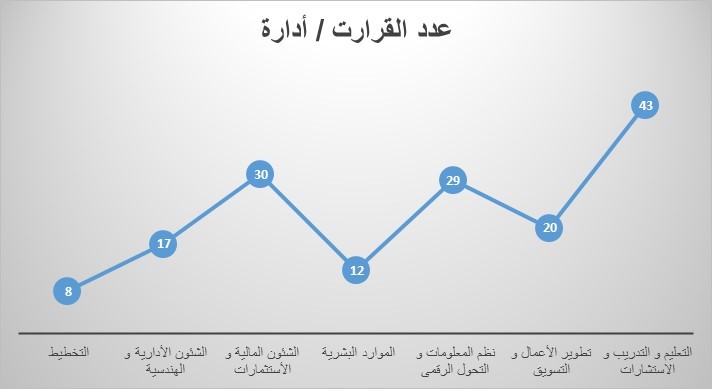 عدد القرارت / أدارة
43
30
29
20
17
12
8
التخطيط
الشئون الأدارية و
الهندسية
الشئون المالية و
الأستثمارات
الموارد البشرية
نظم المعلومات و
التحول الرقمى
تطوير الأعمال و
التسويق
التعليم و التدريب و
الاستشارات